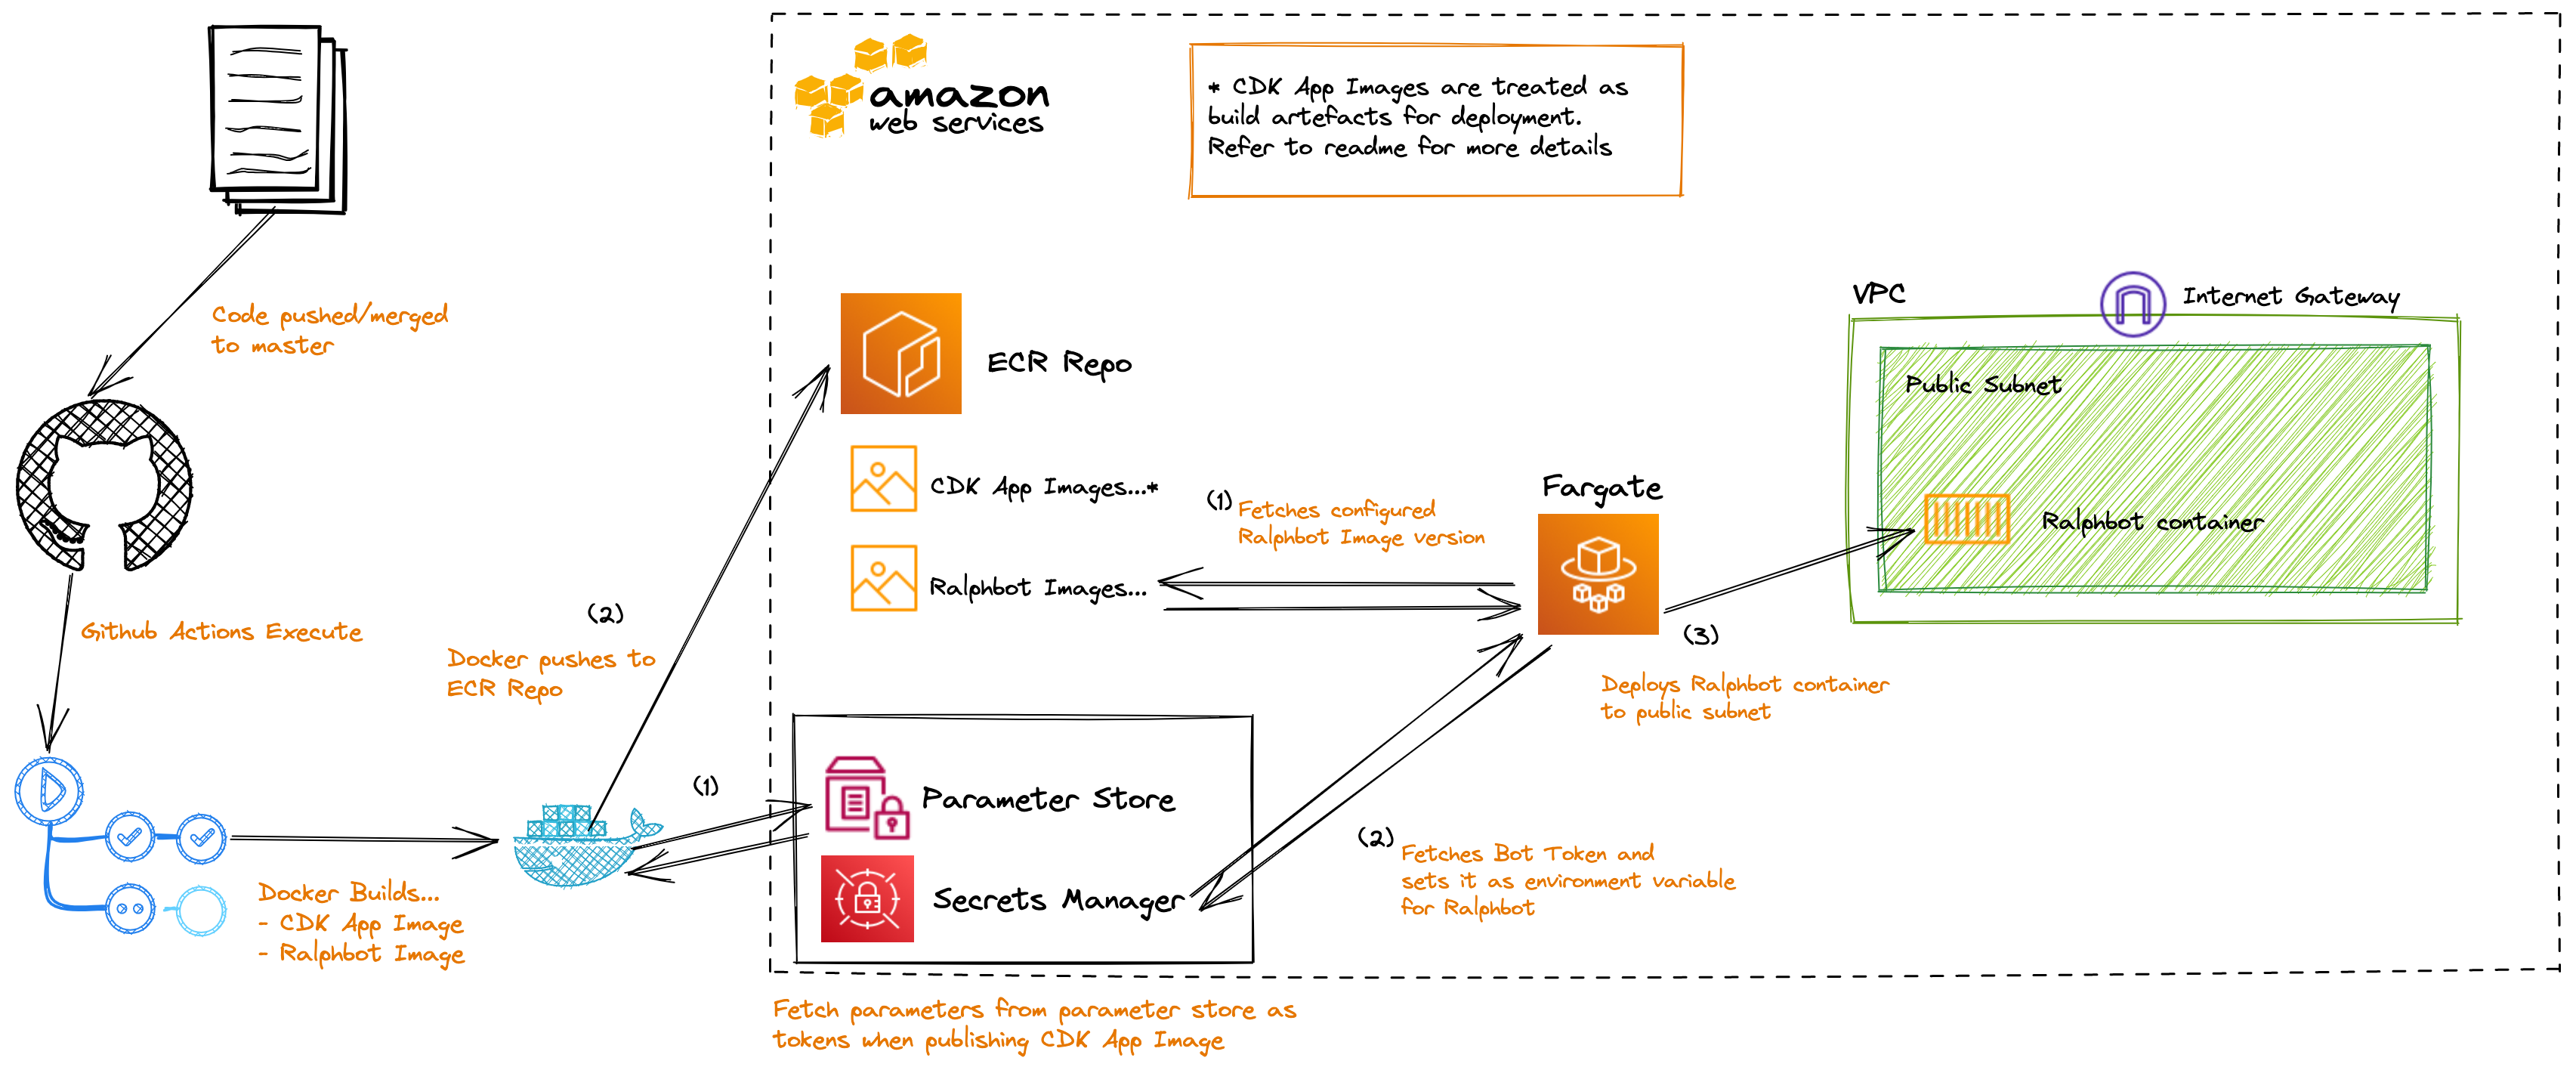 amazon
web services
* CDK App Images are treated as
build artefacts for deployment.
Refer to readme for more details
Code pushed/merged
to master
Github Actions Execute
Docker Builds...
- CDK App Image
- Ralphbot Image
(2)
Docker pushes to
ECR Repo
(1)
ECR Repo
CDK App Images...*
Ralphbot Images...
Parameter Store
Secrets Manager
Fetch parameters from parameter store as
tokens when publishing CDK App Image
(1) Fetches configured
Ralphbot Image version
Fargate
(2) Fetches Bot Token and
sets it as environment variable
for Ralphbot
(3)
Deploys Ralphbot container
to public subnet
VPC
Internet Gateway
Public Subnet
Ralphbot container